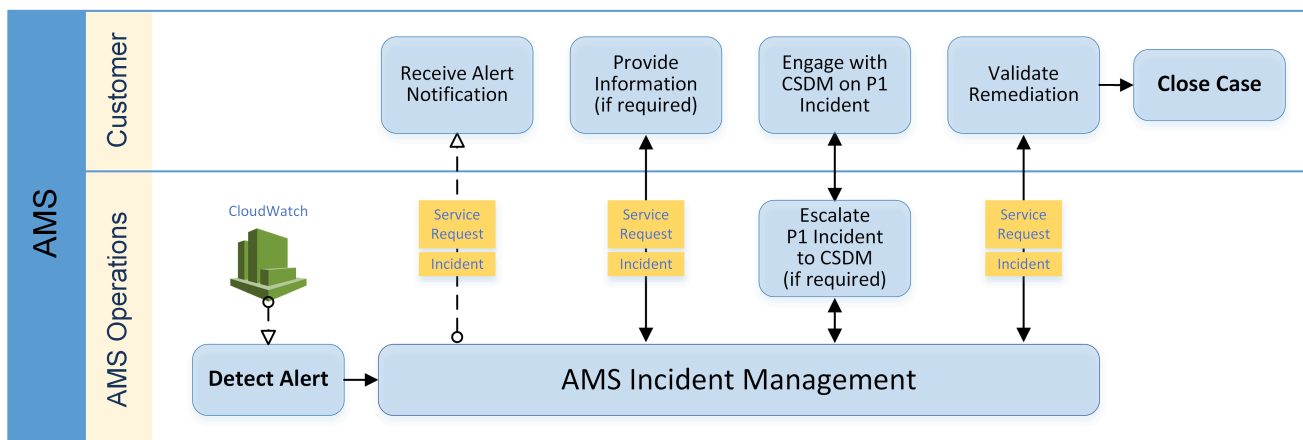 AMS
Customer
AMS Operations
Receive Alert
Notification
Provide
Information
(if required)
Engage with
CSDM on P1
Incident
Validate
Remediation
Close Case
CloudWatch
Service
Request
Incident
Service
Request
Incident
Escalate
P1 Incident
to CSDM
(if required)
Service
Request
Incident
Detect Alert
AMS Incident Management